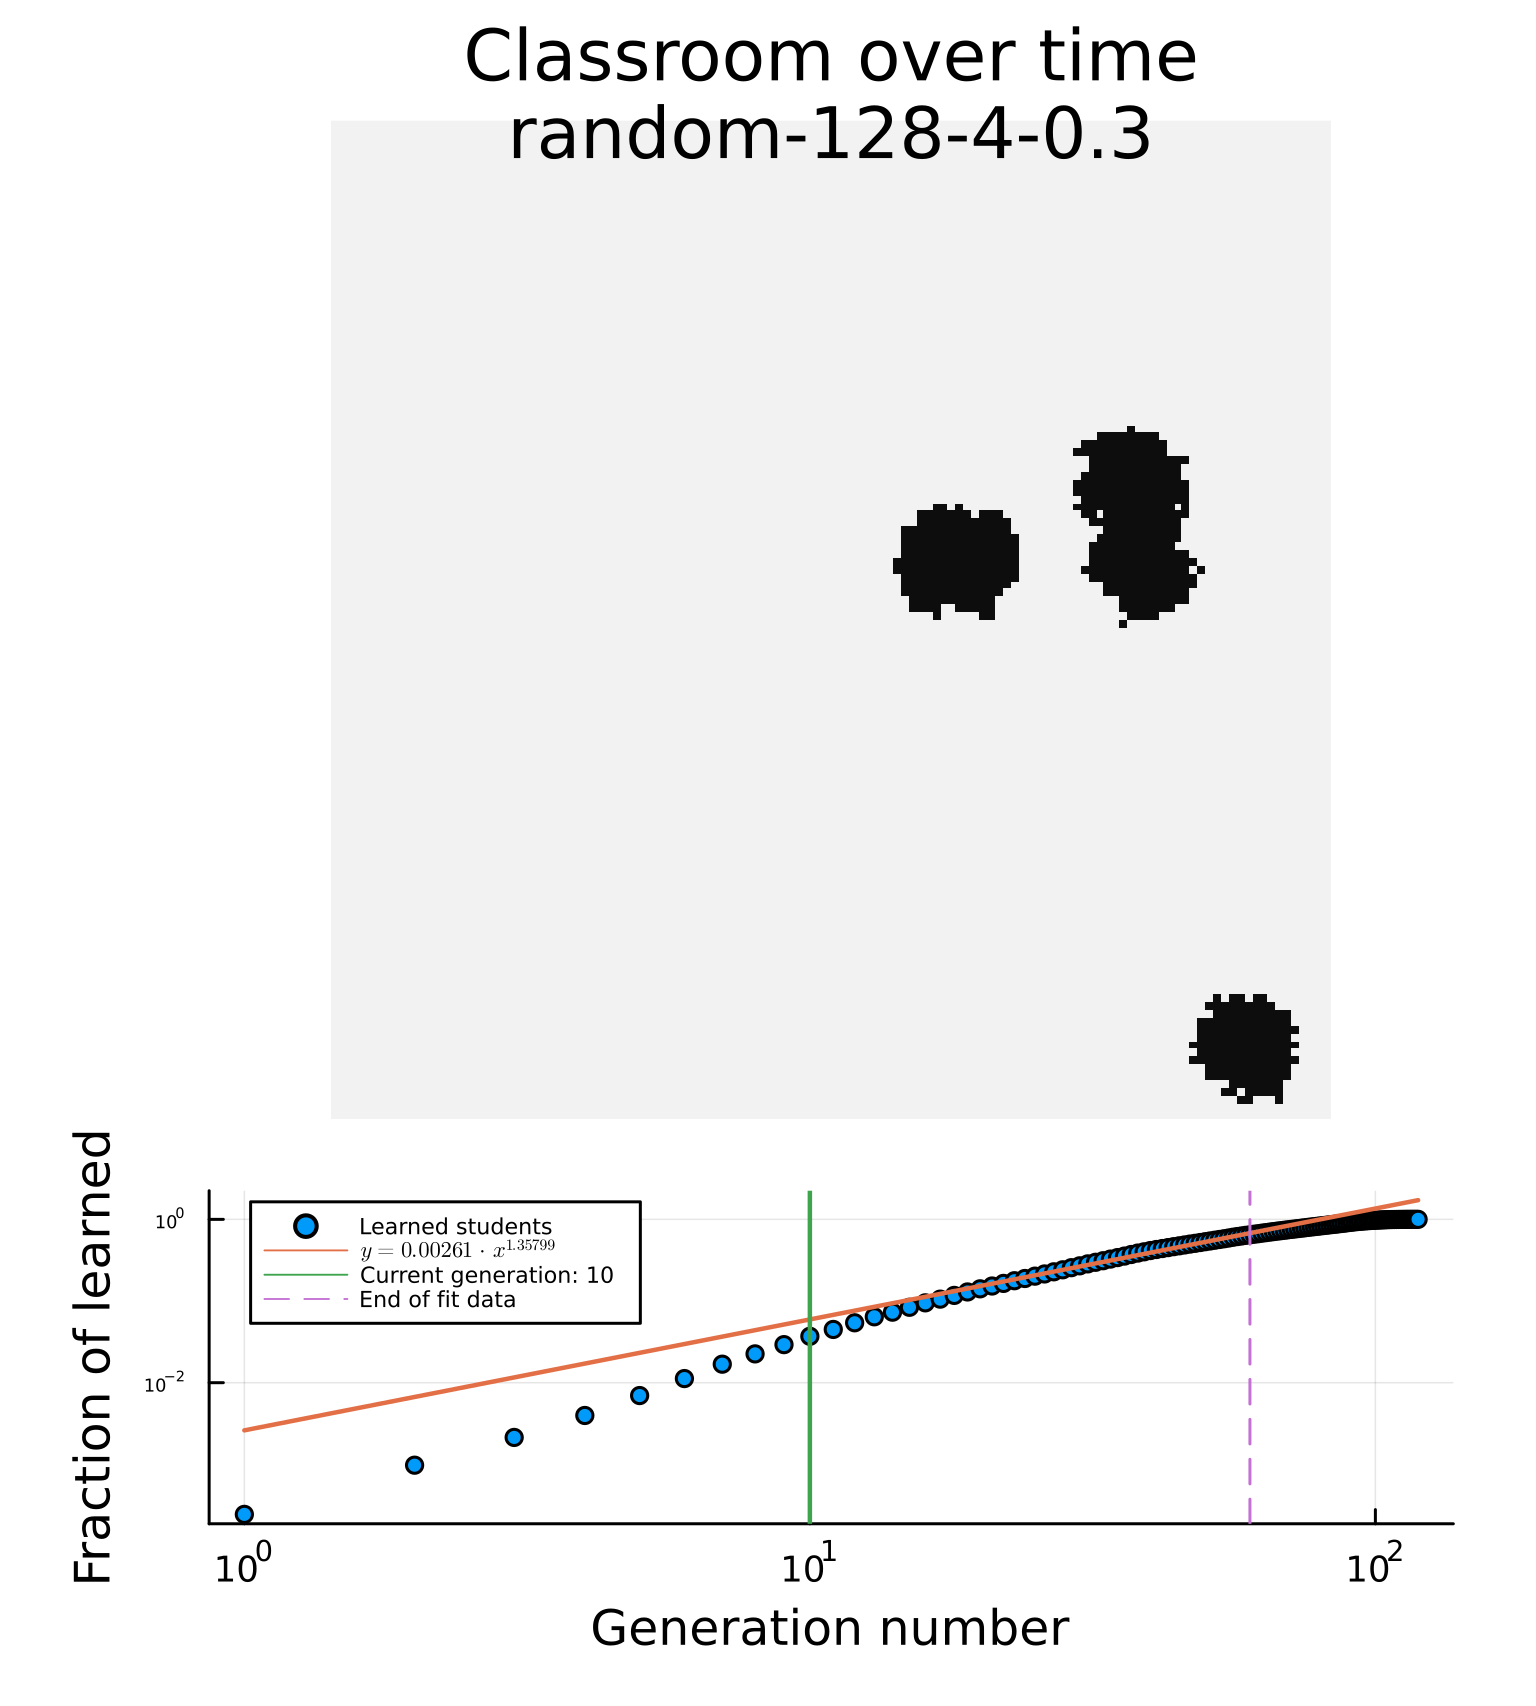 Classroom over time
random-128-4-0.3
Fraction of learned
10⁰
10⁻²
Learned students
y = 0.00261 · x^1.35799
Current generation: 10
End of fit data
10⁰
10¹
10²
Generation number